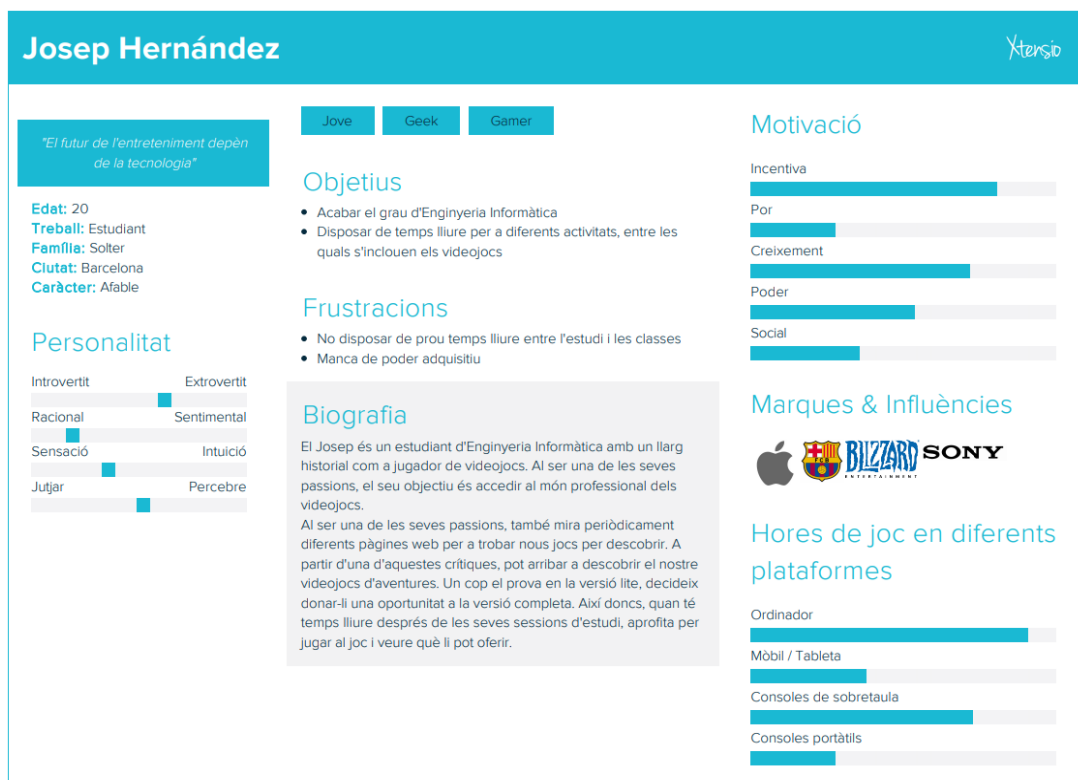 Josep Hernández
Xtensio
"El futur de l'entreteniment depèn
de la tecnologia"
Edat: 20
Treball: Estudiant
Família: Solter
Ciutat: Barcelona
Caràcter: Afable
Personalitat
Introvertit Extrovertit
Racional Sentimental
Sensació Intuició
Jutjar Percebre
Jove Geek Gamer
Objetius
• Acabar el grau d'Enginyeria Informàtica
• Disposar de temps lliure per a diferents activitats, entre les
quals s'inclouen els videojocs
Frustracions
• No disposar de prou temps lliure entre l'estudi i les classes
• Manca de poder adquisitiu
Biografia
El Josep és un estudiant d'Enginyeria Informàtica amb un llarg
historial com a jugador de videojocs. Al ser una de les seves
passions, el seu objectiu és accedir al món professional dels
videojocs.
Al ser una de les seves passions, també mira periòdicament
diferents pàgines web per a trobar nous jocs per descobrir. A
partir d'una d'aquestes crítiques, pot arribar a descobrir el nostre
videojocs d'aventures. Un cop el prova en la versió lite, decideix
donar-li una oportunitat a la versió completa. Així doncs, quan té
temps lliure després de les seves sessions d'estudi, aprofita per
jugar al joc i veure què li pot oferir.
Motivació
Incentiva
Por
Creixement
Poder
Social
Marques & Influències
FCB BLIZZARD SONY
ENTERTAINMENT
Hores de joc en diferents
plataformes
Ordinador
Mòbil / Tableta
Consoles de sobretaula
Consoles portàtils